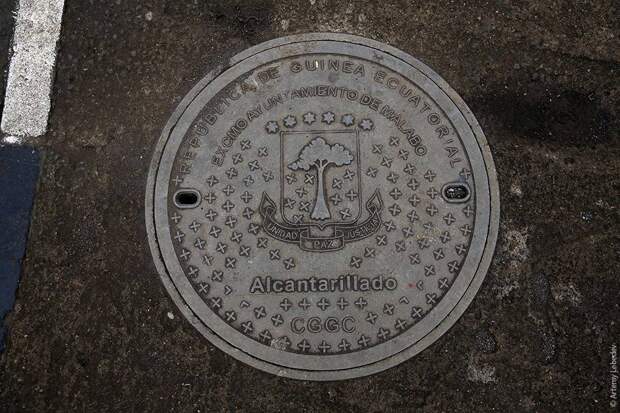 REPÚBLICA DE GUINEA ECUATORIAL
EXCMO AYUNTAMIENTO DE MALABO
UNIDAD PAZ JUSTICIA
Alcantarillado
CGGC
© Artemy Lebedev